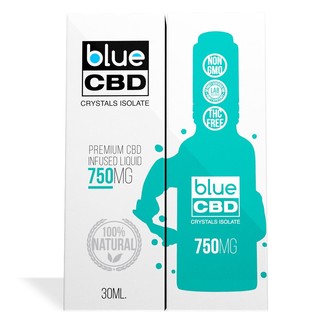 blue
CBD
CRYSTALS ISOLATE
PREMIUM CBD
INFUSED LIQUID
750MG
100%
NATURAL
30ML.
NON
GMO
LAB
THC
FREE
blue
CBD
CRYSTALS ISOLATE
750MG